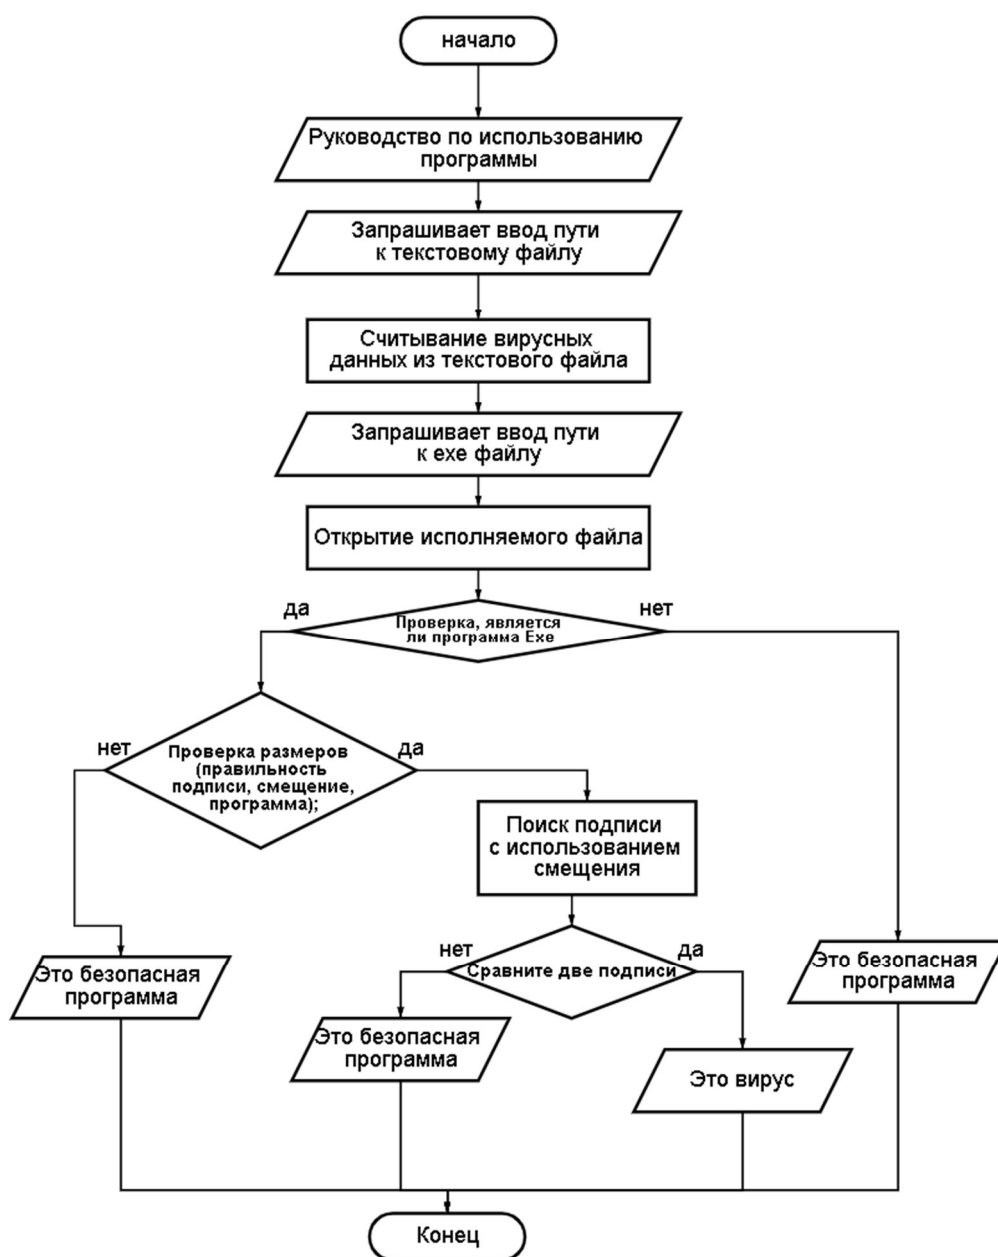 начало
Руководство по использованию
программы
Запрашивает ввод пути
к текстовому файлу
Считывание вирусных
данных из текстового файла
Запрашивает ввод пути
к exe файлу
Открытие исполняемого файла
да
нет
Проверка, является
ли программа Exe
нет
да
Проверка размеров
(правильность
подписи, смещение,
программа);
Поиск подписи
с использованием
смещения
нет
да
Сравните две подписи
Это безопасная
программа
Это безопасная
программа
Это безопасная
программа
Это вирус
Конец